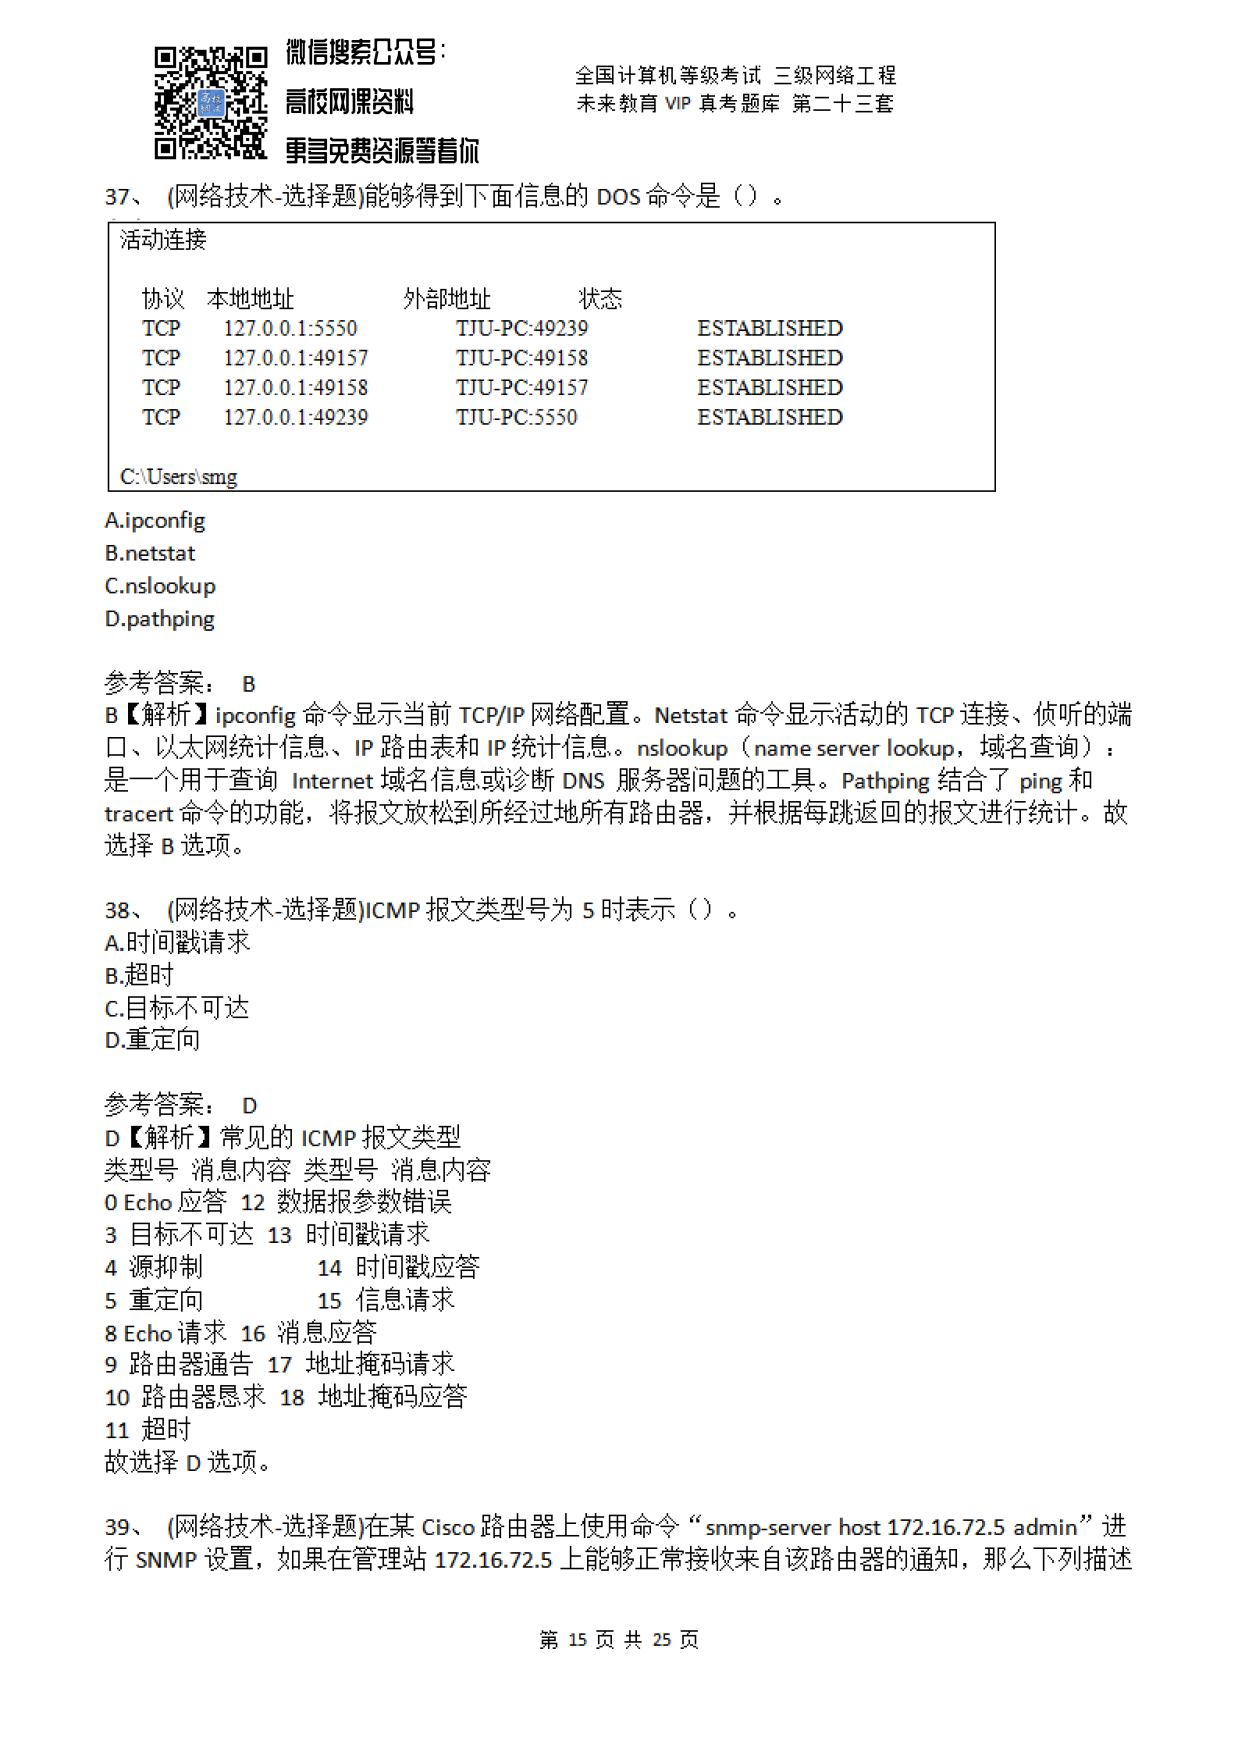 微信搜索公众号：
高校网课资料
更多免费资源等着你
全国计算机等级考试 三级网络工程
未来教育 VIP 真考题库 第二十三套
37、 (网络技术-选择题)能够得到下面信息的 DOS 命令是（）。
活动连接
协议 本地地址 外部地址 状态
TCP 127.0.0.1:5550 TJU-PC:49239 ESTABLISHED
TCP 127.0.0.1:49157 TJU-PC:49158 ESTABLISHED
TCP 127.0.0.1:49158 TJU-PC:49157 ESTABLISHED
TCP 127.0.0.1:49239 TJU-PC:5550 ESTABLISHED
C:\Users\smg
A.ipconfig
B.netstat
C.nslookup
D.pathping
参考答案： B
B【解析】ipconfig 命令显示当前 TCP/IP 网络配置。Netstat 命令显示活动的 TCP 连接、侦听的端
口、以太网统计信息、IP 路由表和 IP 统计信息。nslookup（name server lookup，域名查询）：
是一个用于查询 Internet 域名信息或诊断 DNS 服务器问题的工具。Pathping 结合了 ping 和
tracert 命令的功能，将报文放松到所经过地所有路由器，并根据每跳返回的报文进行统计。故
选择 B 选项。
38、 (网络技术-选择题)ICMP 报文类型号为 5 时表示（）。
A.时间戳请求
B.超时
C.目标不可达
D.重定向
参考答案： D
D【解析】常见的 ICMP 报文类型
类型号 消息内容 类型号 消息内容
0 Echo 应答 12 数据报参数错误
3 目标不可达 13 时间戳请求
4 源抑制 14 时间戳应答
5 重定向 15 信息请求
8 Echo 请求 16 消息应答
9 路由器通告 17 地址掩码请求
10 路由器恳求 18 地址掩码应答
11 超时
故选择 D 选项。
39、 (网络技术-选择题)在某 Cisco 路由器上使用命令“snmp-server host 172.16.72.5 admin”进
行 SNMP 设置，如果在管理站 172.16.72.5 上能够正常接收来自该路由器的通知，那么下列描述
第 15 页 共 25 页